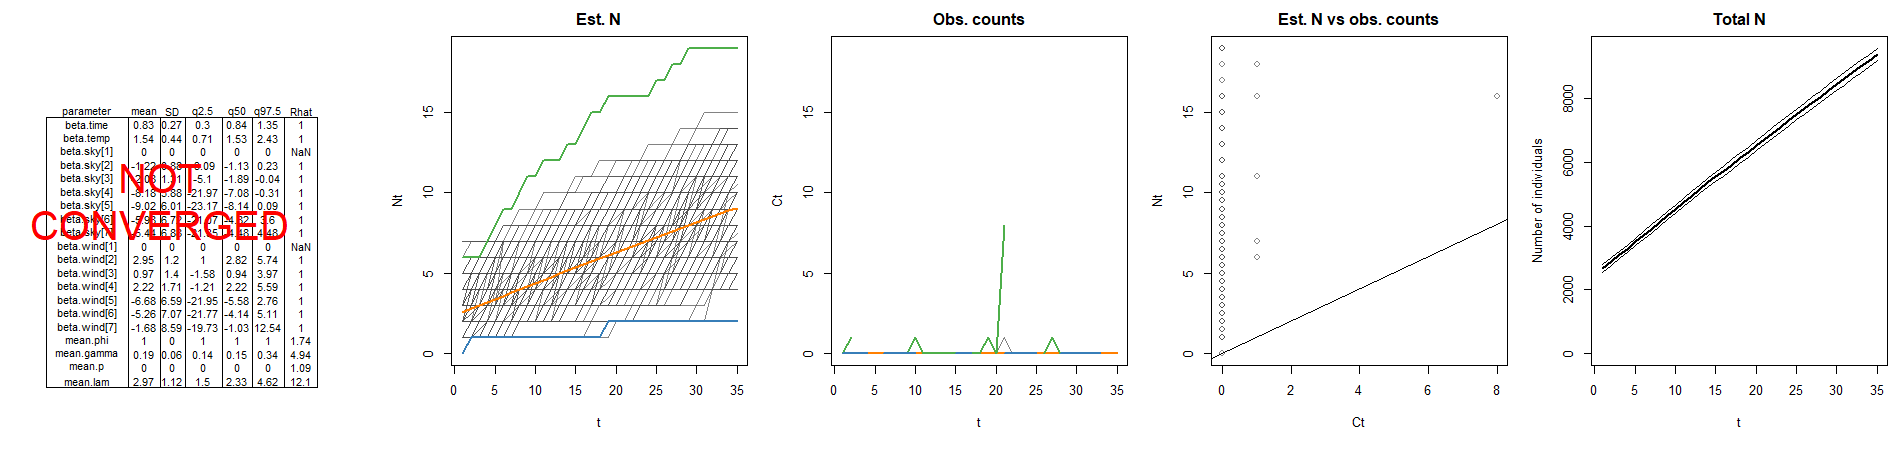 Est. N
Obs. counts
Est. N vs obs. counts
Total N
parameter mean SD q2.5 q50 q97.5 Rhat
beta.time 0.83 0.27 0.3 0.84 1.35 1
beta.temp 1.54 0.44 0.71 1.53 2.43 1
beta.sky[1] 0 0 0 0 0 NaN
beta.sky[2] -1.13 0.23 1
beta.sky[3] -5.1 -1.89 -0.04 1
beta.sky[4] -21.97 -7.08 -0.31 1
beta.sky[5] -9.02 6.01 -23.17 -8.14 0.09 1
beta.sky[6] 3.6 1
beta.sky[7] 4.48 1
beta.wind[1] 0 0 0 0 0 NaN
beta.wind[2] 2.95 1.2 1 2.82 5.74 1
beta.wind[3] 0.97 1.4 -1.58 0.94 3.97 1
beta.wind[4] 2.22 1.71 -1.21 2.22 5.59 1
beta.wind[5] -6.68 6.59 -21.95 -5.58 2.76 1
beta.wind[6] -5.26 7.07 -21.77 -4.14 5.11 1
beta.wind[7] -1.68 8.59 -19.73 -1.03 12.54 1
mean.phi 1 0 1 1 1 1.74
mean.gamma 0.19 0.06 0.14 0.15 0.34 4.94
mean.p 0 0 0 0 0 1.09
mean.lam 2.97 1.12 1.5 2.33 4.62 12.1
NOT
CONVERGED
Nt
15
10
5
0
0 5 10 15 20 25 30 35
t
Ct
15
10
5
0
0 5 10 15 20 25 30 35
t
Nt
15
10
5
0
0 2 4 6 8
Ct
Number of individuals
8000
6000
4000
2000
0
0 5 10 15 20 25 30 35
t